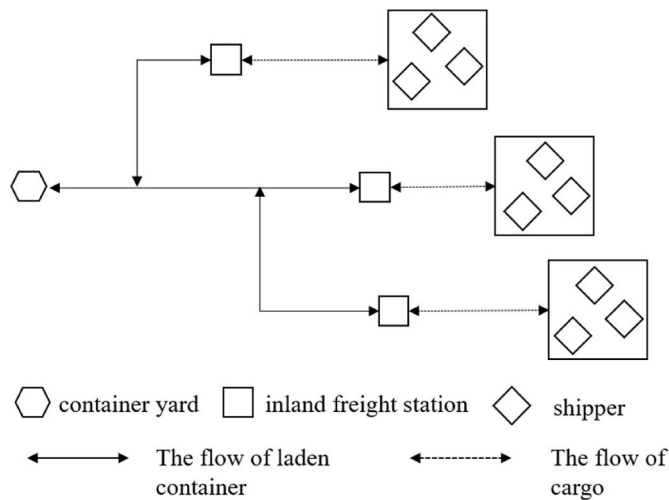 container yard
inland freight station
shipper
The flow of laden
container
The flow of
cargo